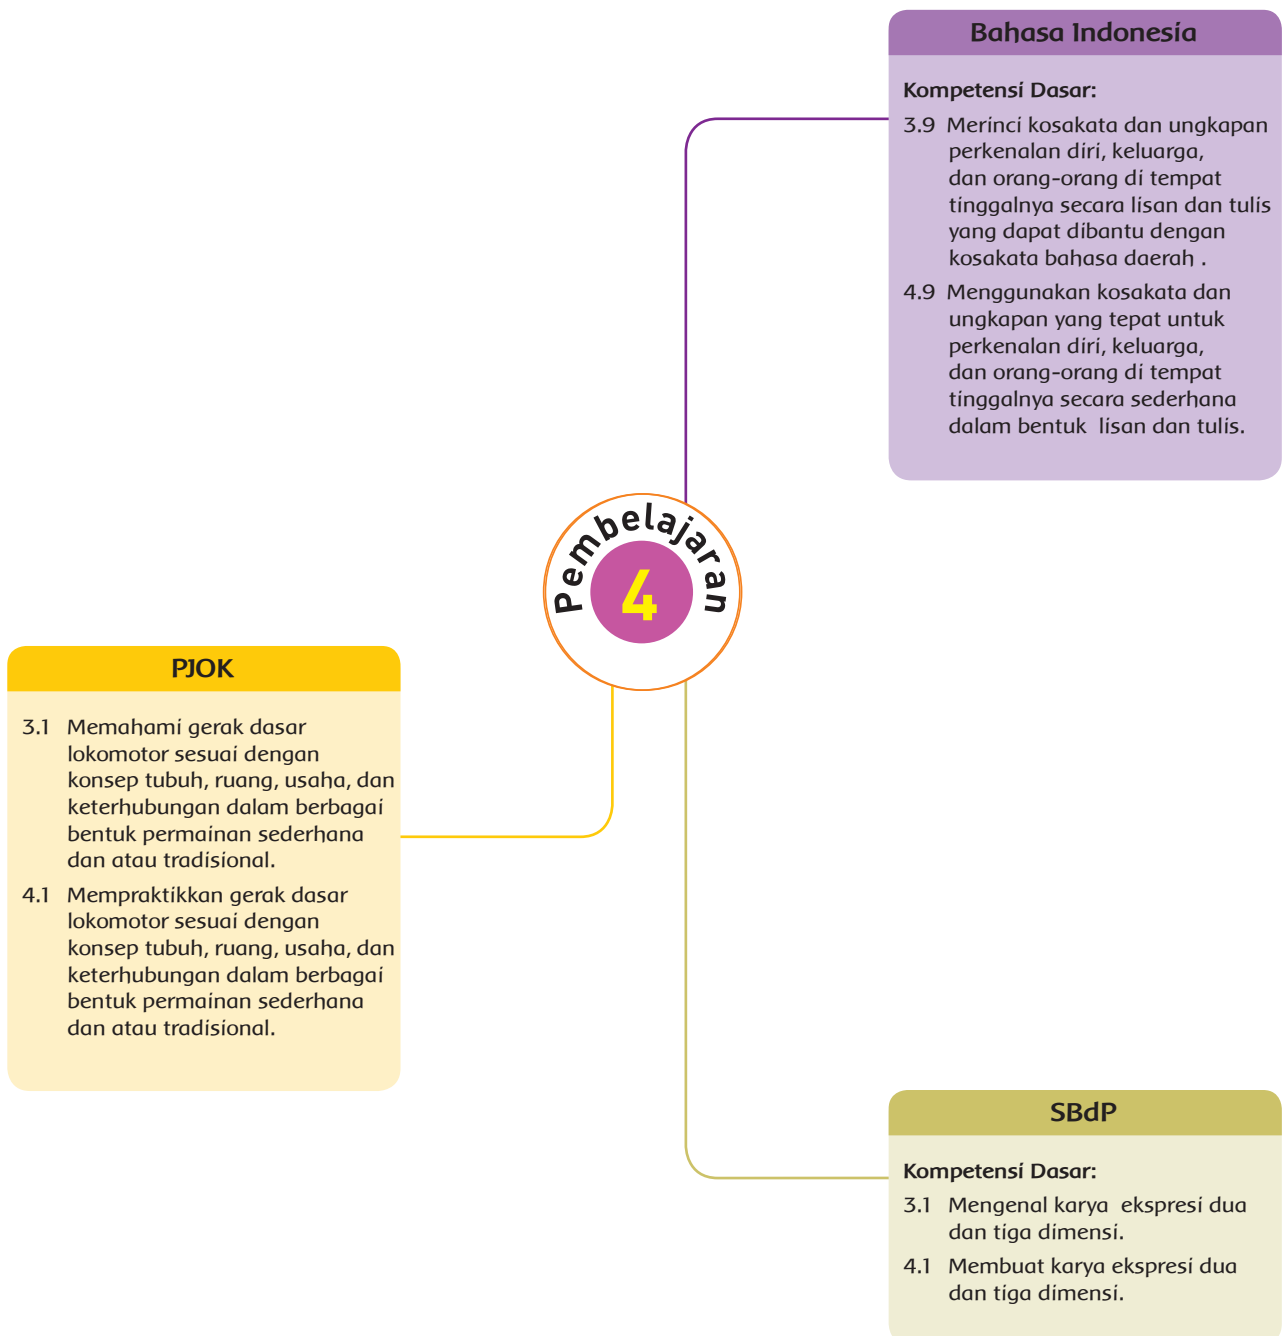 Bahasa Indonesia
Kompetensi Dasar:
3.9 Merinci kosakata dan ungkapan
perkenalan diri, keluarga,
dan orang-orang di tempat
tinggalnya secara lisan dan tulis
yang dapat dibantu dengan
kosakata bahasa daerah .
4.9 Menggunakan kosakata dan
ungkapan yang tepat untuk
perkenalan diri, keluarga,
dan orang-orang di tempat
tinggalnya secara sederhana
dalam bentuk lisan dan tulis.
Pembelajaran
4
PJOK
3.1 Memahami gerak dasar
lokomotor sesuai dengan
konsep tubuh, ruang, usaha, dan
keterhubungan dalam berbagai
bentuk permainan sederhana
dan atau tradisional.
4.1 Mempraktikkan gerak dasar
lokomotor sesuai dengan
konsep tubuh, ruang, usaha, dan
keterhubungan dalam berbagai
bentuk permainan sederhana
dan atau tradisional.
SBdP
Kompetensi Dasar:
3.1 Mengenal karya ekspresi dua
dan tiga dimensi.
4.1 Membuat karya ekspresi dua
dan tiga dimensi.